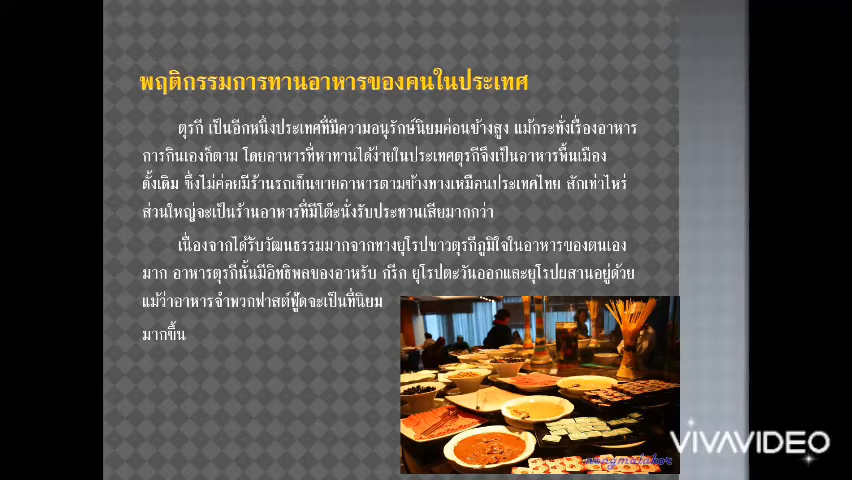 พฤติกรรมการทานอาหารของคนในประเทศ
ตุรกี เป็นอีกหนึ่งประเทศที่มีความอนุรักษ์นิยมค่อนข้างสูง แม้กระทั่งเรื่องอาหาร
การกินเองก็ตาม โดยอาหารที่หาทานได้ง่ายในประเทศตุรกีจึงเป็นอาหารพื้นเมือง
ดั้งเดิม ซึ่งไม่ค่อยมีร้านรถเข็นขายอาหารตามข้างทางเหมือนประเทศไทย สักเท่าไหร่
ส่วนใหญ่จะเป็นร้านอาหารที่มีโต๊ะนั่งรับประทานเสียมากกว่า
เนื่องจากได้รับวัฒนธรรมมากจากทางยุโรปชาวตุรกีภูมิใจในอาหารของตนเอง
มาก อาหารตุรกีนั้นมีอิทธิพลของอาหรับ กรีก ยุโรปตะวันออกและยุโรปผสานอยู่ด้วย
แม้ว่าอาหารจำพวกฟาสต์ฟู๊ดจะเป็นที่นิยม
มากขึ้น
VIVAVIDEO